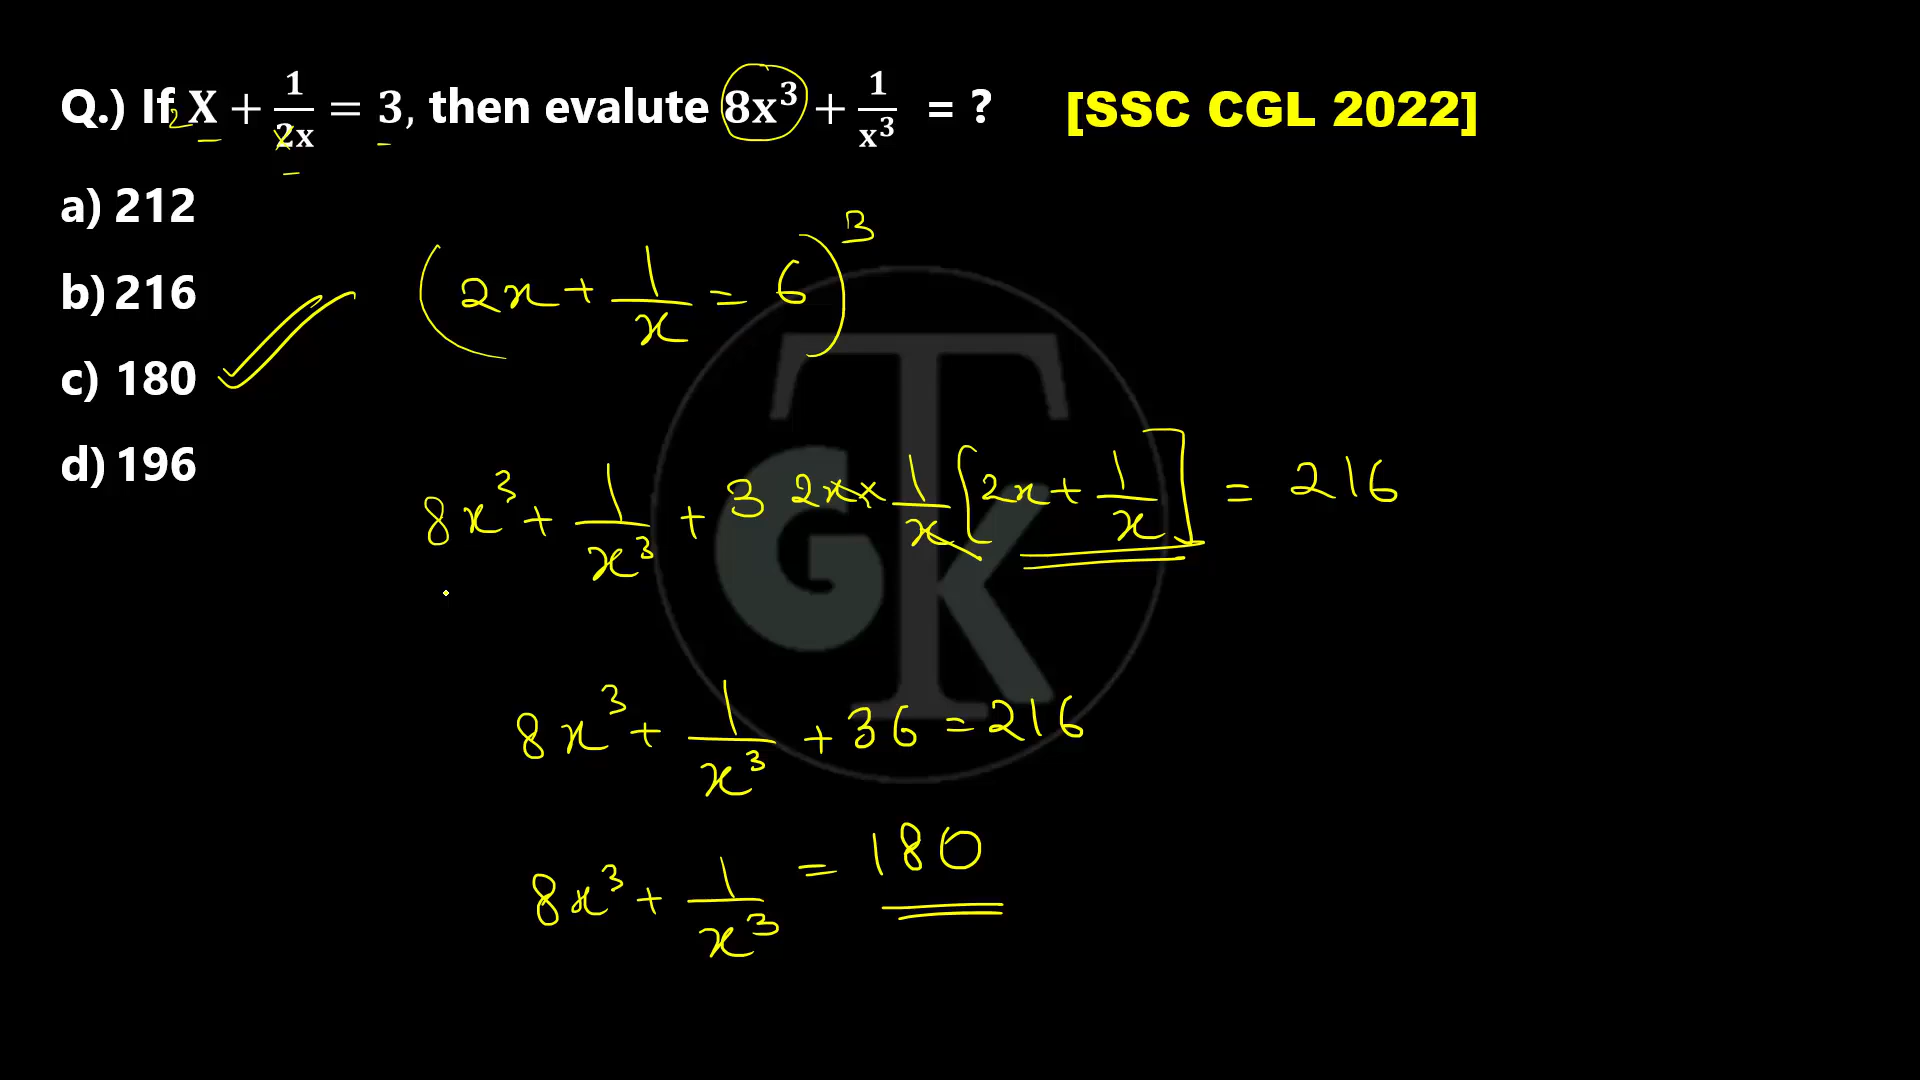 Q.) If 2 X + 1/2x = 3, then evalute 8x³ + 1/x³ = ? [SSC CGL 2022]
a) 212
b) 216
c) 180
d) 196
(2x + 1/x = 6)³
8x³ + 1/x³ + 3 2x × 1/x [2x + 1/x] = 216
8x³ + 1/x³ + 36 = 216
8x³ + 1/x³ = 180
GTK